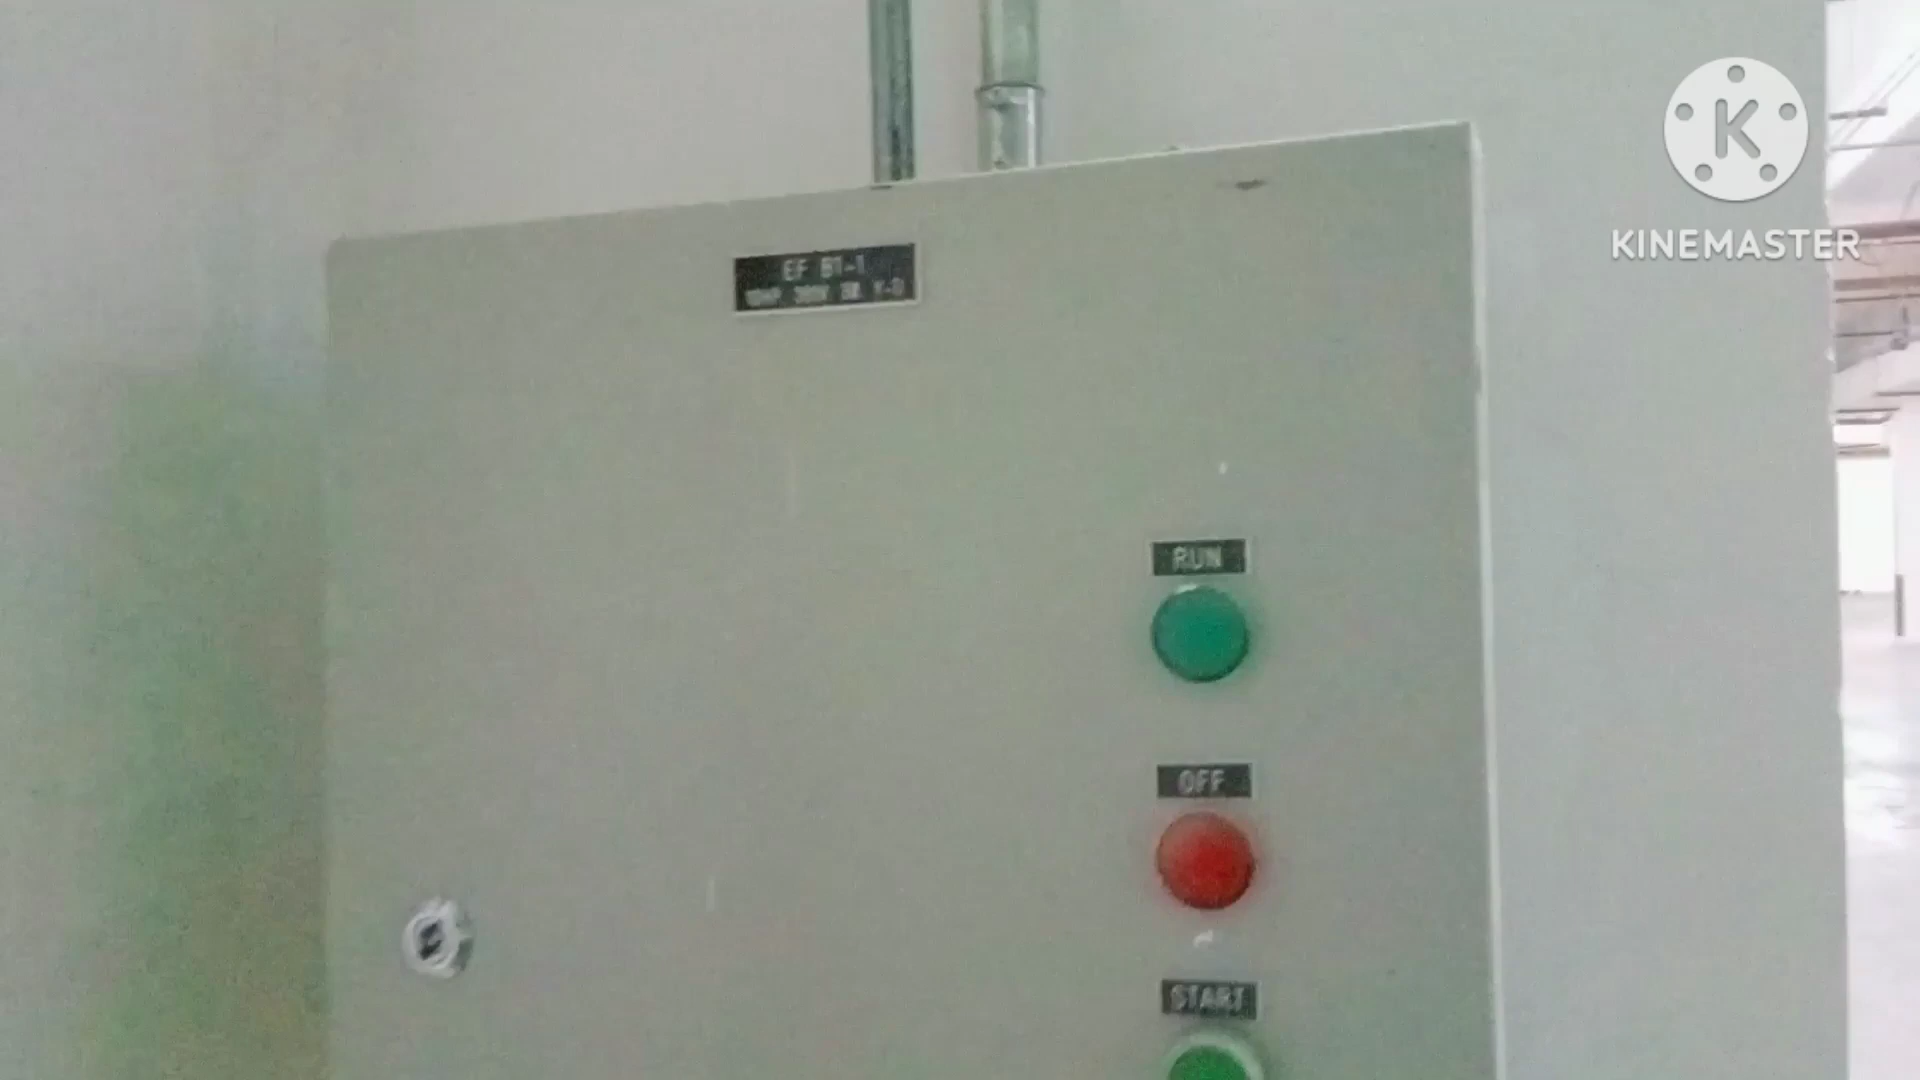 EF B1-1
Y-D
K
KINEMASTER
RUN
OFF
START